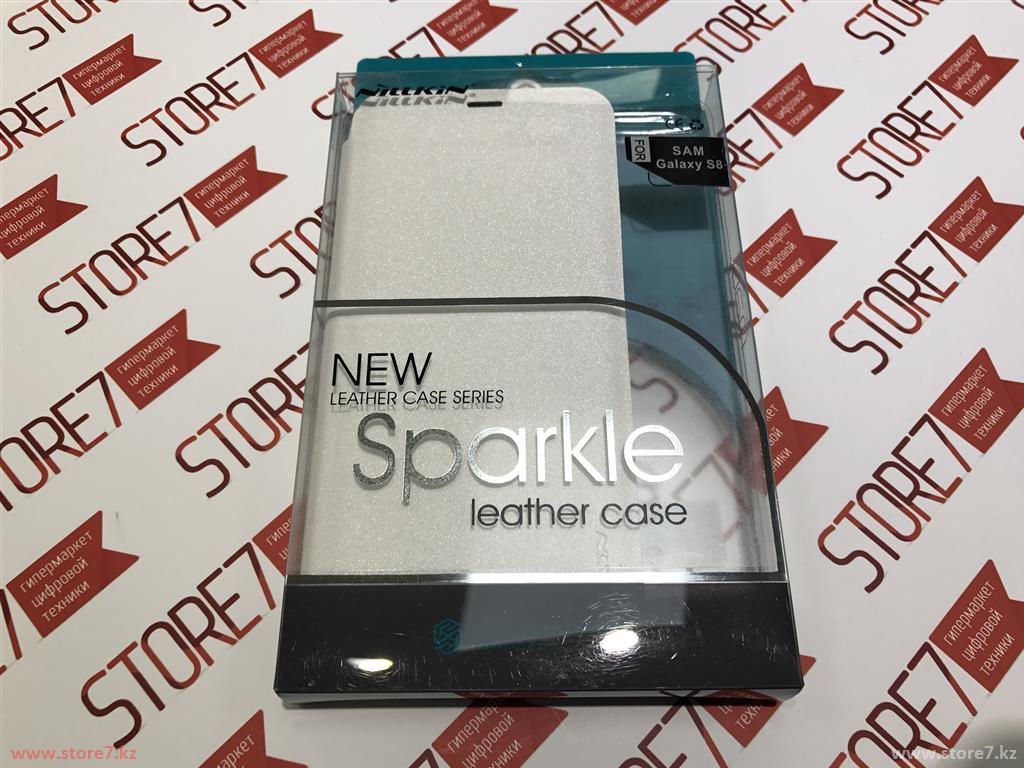 NILLKIN
FOR
SAM
Galaxy S8+
NEW
LEATHER CASE SERIES
Sparkle
leather case
STORE7
гипермаркет
цифровой
техники
www.store7.kz
www.store7.kz